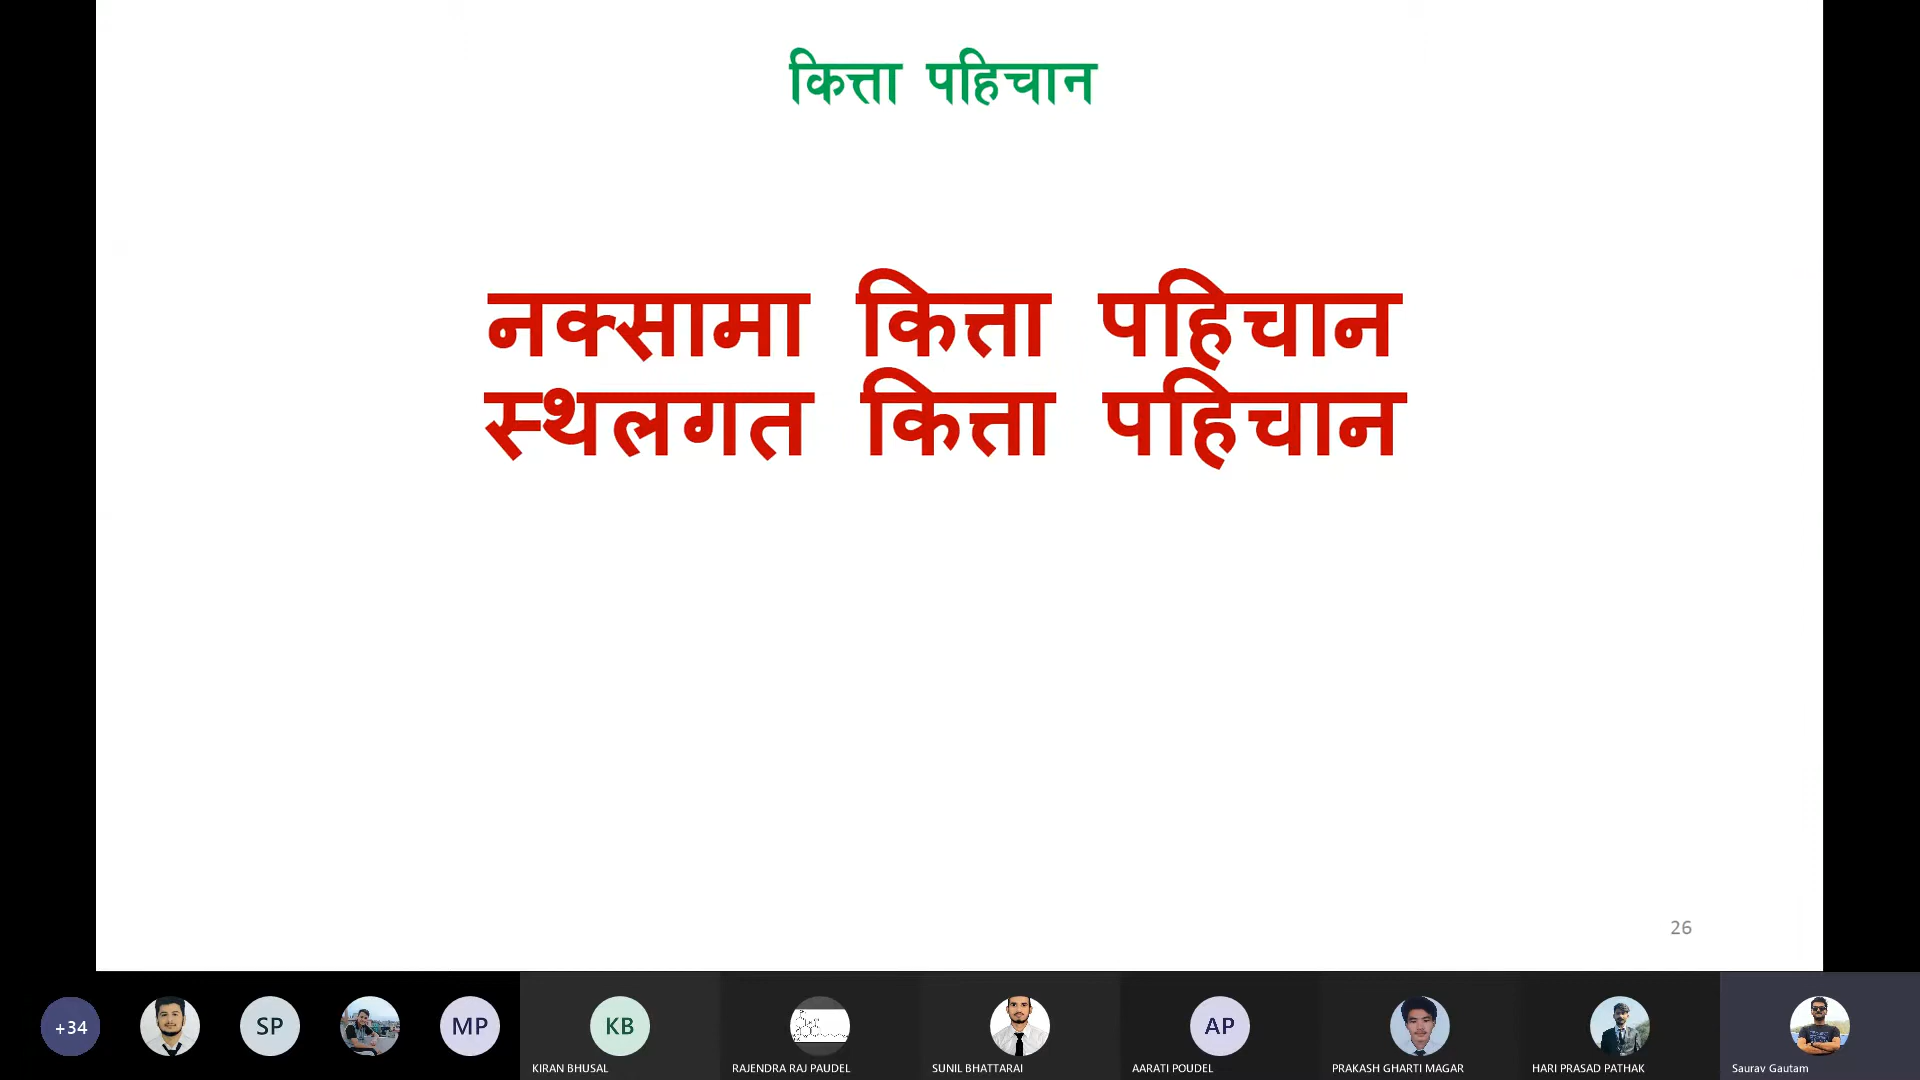 कित्ता पहिचान
नक्सामा कित्ता पहिचान
स्थलगत कित्ता पहिचान
26
+34
SP
MP
KB
AP
KIRAN BHUSAL
RAJENDRA RAJ PAUDEL
SUNIL BHATTARAI
AARATI POUDEL
PRAKASH GHARTI MAGAR
HARI PRASAD PATHAK
Saurav Gautam